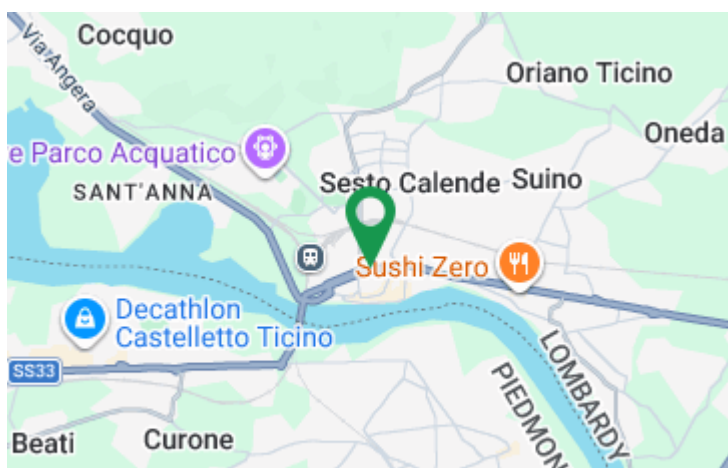 Cocquo
Via Angera
Oriano Ticino
Oneda
e Parco Acquatico
SANT'ANNA
Sesto Calende
Suino
Sushi Zero
Decathlon
Castelletto Ticino
SS33
LOMBARDY
PIEDMON
Beati
Curone